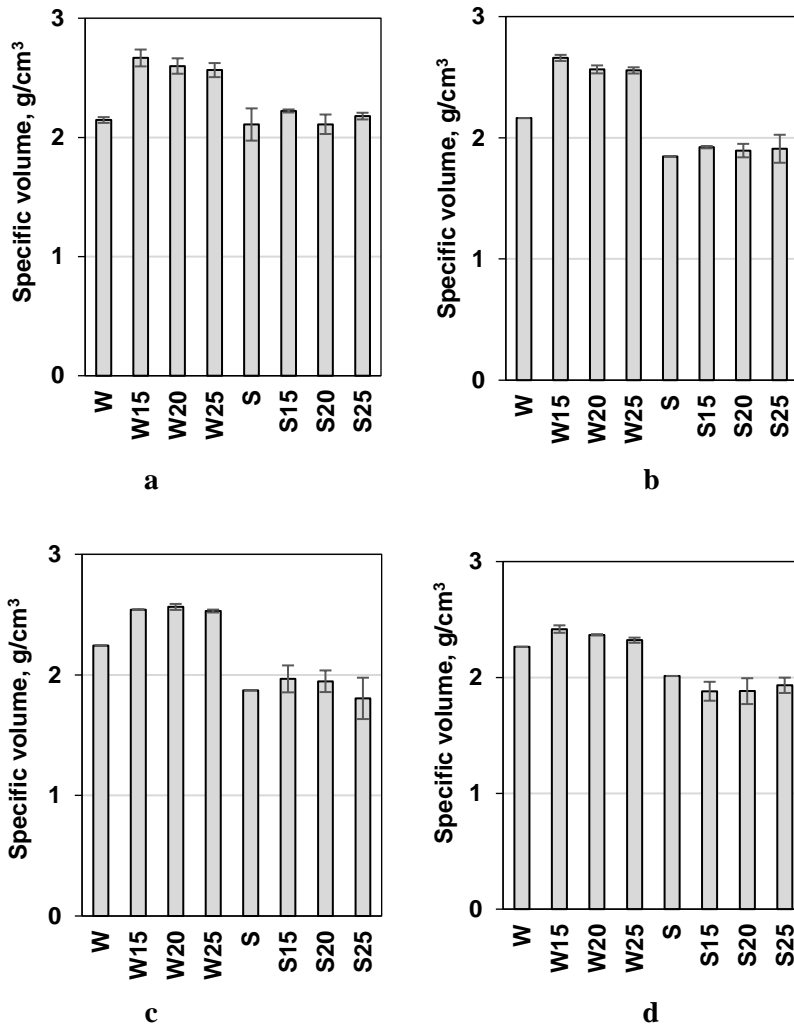 Specific volume, g/cm³
3
2
1
0
W
W15
W20
W25
S
S15
S20
S25
a
Specific volume, g/cm³
3
2
1
0
W
W15
W20
W25
S
S15
S20
S25
b
Specific volume, g/cm³
3
2
1
0
W
W15
W20
W25
S
S15
S20
S25
c
Specific volume, g/cm³
3
2
1
0
W
W15
W20
W25
S
S15
S20
S25
d